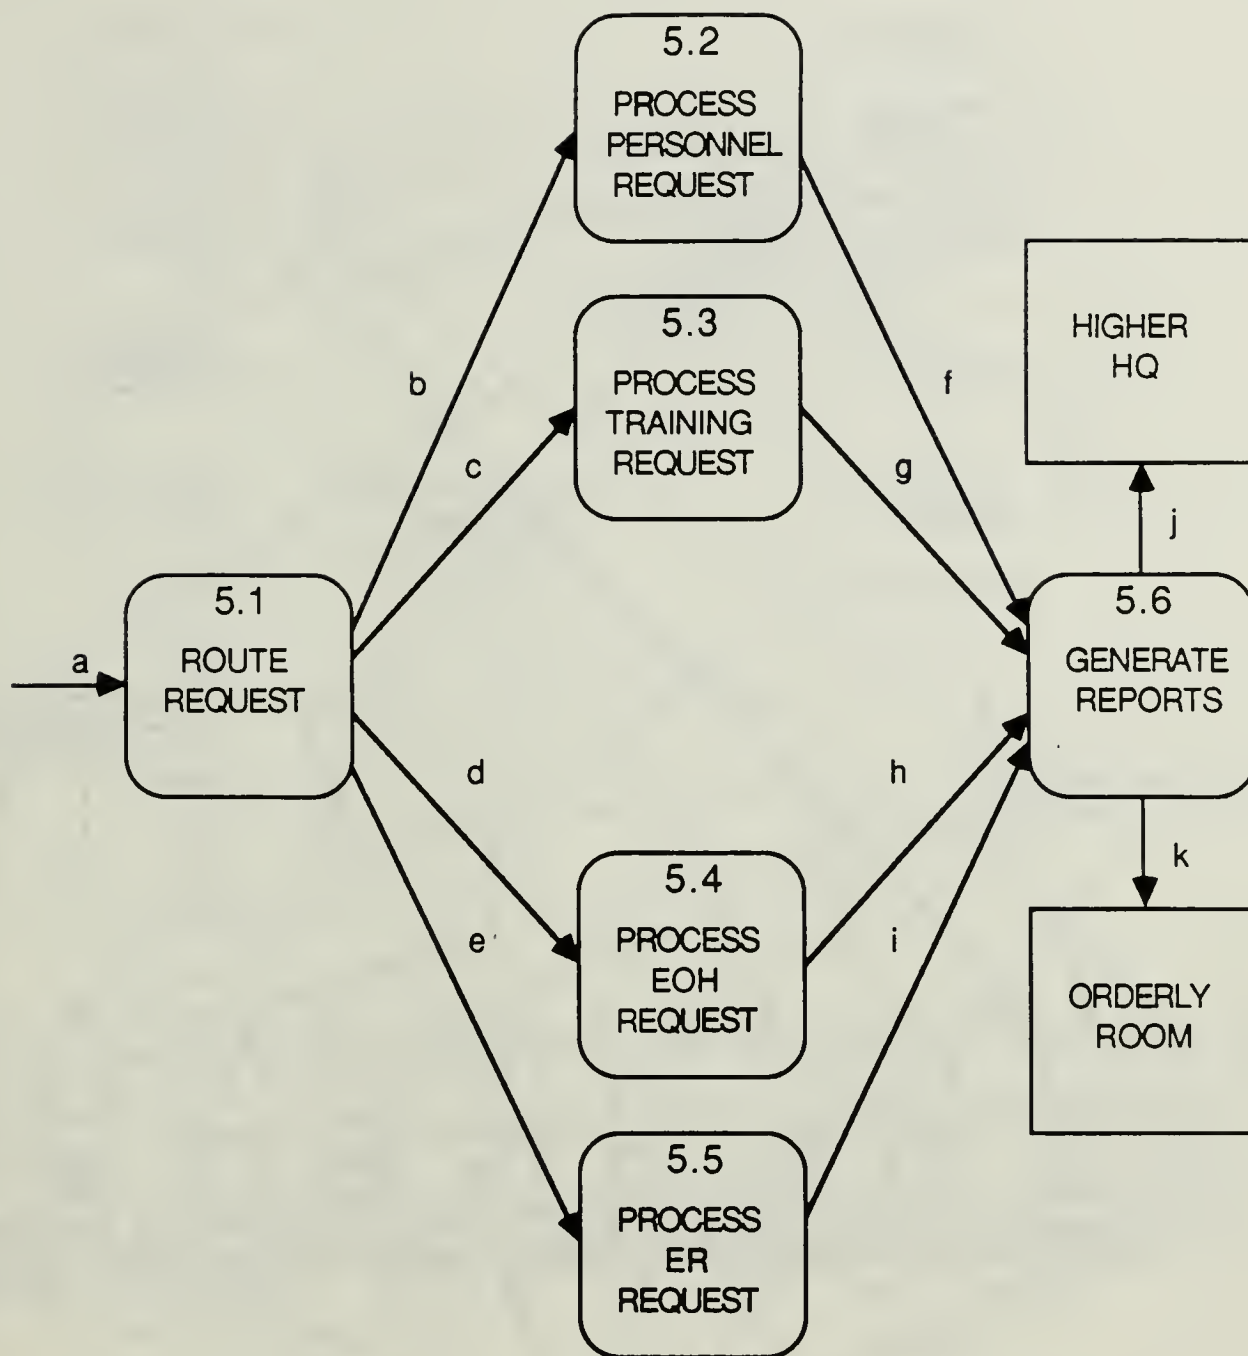 5.2
PROCESS
PERSONNEL
REQUEST
5.3
PROCESS
TRAINING
REQUEST
HIGHER
HQ
b
c
f
g
j
a
5.1
ROUTE
REQUEST
5.6
GENERATE
REPORTS
d
e
h
i
k
5.4
PROCESS
EOH
REQUEST
ORDERLY
ROOM
5.5
PROCESS
ER
REQUEST